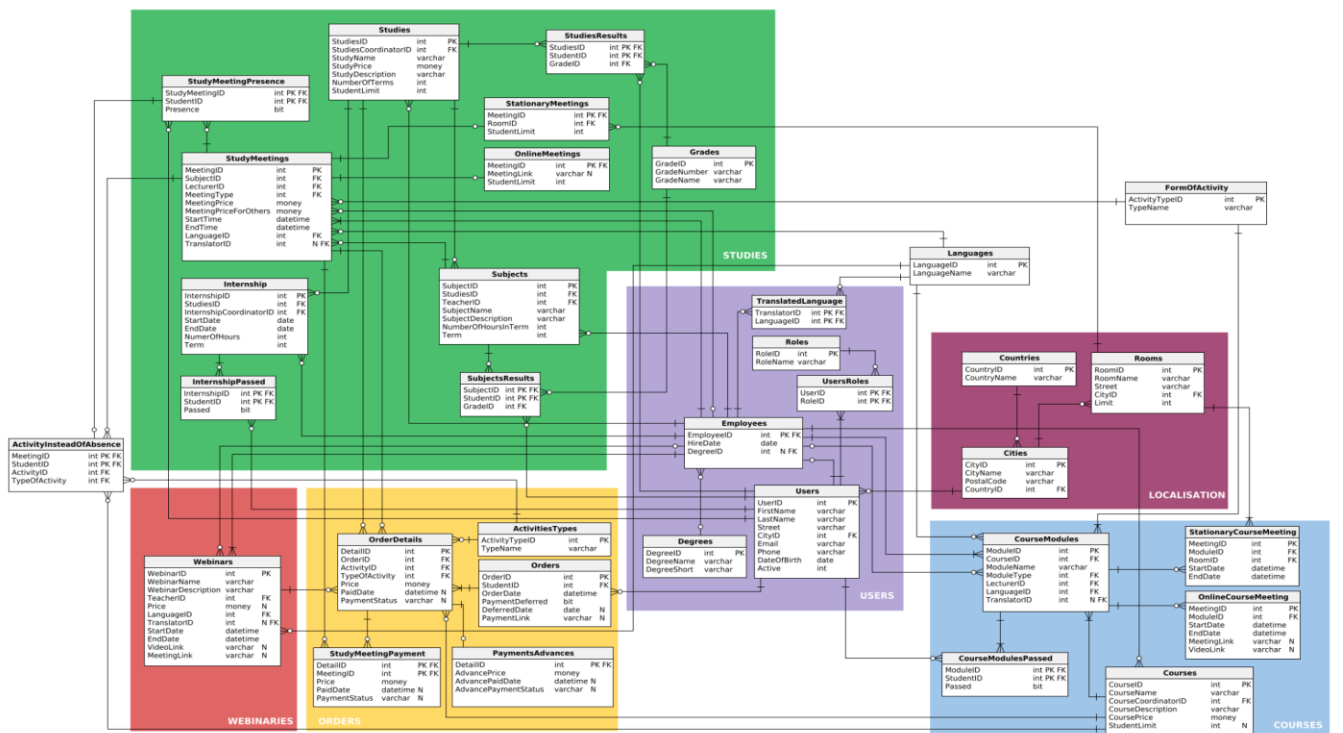 Studies
StudiesID int PK
StudiesCoordinatorID int FK
StudyName varchar
StudyPrice money
StudyDescription varchar
NumberOfTerms int
StudentLimit int
StudiesResults
StudiesID int PK FK
StudentID int PK FK
GradeID int FK
StudyMeetingPresence
StudyMeetingID int PK FK
StudentID int PK FK
Presence bit
StationaryMeetings
MeetingID int PK FK
RoomID int FK
StudentLimit int
StudyMeetings
MeetingID int PK
SubjectID int FK
LecturerID int FK
MeetingType int FK
MeetingPrice money
MeetingPriceForOthers money
StartTime datetime
EndTime datetime
LanguageID int FK
TranslatorID int N FK
OnlineMeetings
MeetingID int PK FK
MeetingLink varchar N
StudentLimit int
Grades
GradeID int PK
GradeNumber varchar
GradeName varchar
FormOfActivity
ActivityTypeID int PK
TypeName varchar
STUDIES
Languages
LanguageID int PK
LanguageName varchar
Internship
InternshipID int PK
StudiesID int FK
InternshipCoordinatorID int FK
StartDate date
EndDate date
NumerOfHours int
Term int
Subjects
SubjectID int PK
StudiesID int FK
TeacherID int FK
SubjectName varchar
SubjectDescription varchar
NumberOfHoursInTerm int
Term int
TranslatedLanguage
TranslatorID int PK FK
LanguageID int PK FK
Roles
RoleID int PK
RoleName varchar
UsersRoles
UserID int PK FK
RoleID int PK FK
Countries
CountryID int PK
CountryName varchar
Rooms
RoomID int PK
RoomName varchar
Street varchar
CityID int FK
Limit int
InternshipPassed
InternshipID int PK FK
StudentID int PK FK
Passed bit
SubjectsResults
SubjectID int PK FK
StudentID int PK FK
GradeID int FK
Employees
EmployeeID int PK FK
HireDate date
DegreeID int N FK
Cities
CityID int PK
CityName varchar
PostalCode varchar
CountryID int FK
LOCALISATION
ActivityInsteadOfAbsence
MeetingID int PK FK
StudentID int PK FK
ActivityID int FK
TypeOfActivity int FK
Users
UserID int PK
FirstName varchar
LastName varchar
Street varchar
CityID int FK
Email varchar
Phone varchar
DateOfBirth date
Active int
Degrees
DegreeID int PK
DegreeName varchar
DegreeShort varchar
USERS
Webinars
WebinarID int PK
WebinarName varchar
WebinarDescription varchar
TeacherID int FK
Price money N
LanguageID int FK
TranslatorID int N FK
StartDate datetime
EndDate datetime
VideoLink varchar N
MeetingLink varchar N
WEBINARIES
OrderDetails
DetailID int PK
OrderID int FK
ActivityID int FK
TypeOfActivity int FK
Price money
PaidDate datetime N
PaymentStatus varchar N
ActivitiesTypes
ActivityTypeID int PK
TypeName varchar
Orders
OrderID int PK
StudentID int FK
OrderDate datetime
PaymentDeferred bit
DeferredDate date N
PaymentLink varchar N
StudyMeetingPayment
DetailID int PK FK
MeetingID int PK FK
Price money
PaidDate datetime N
PaymentStatus varchar N
PaymentsAdvances
DetailID int PK FK
AdvancePrice money
AdvancePaidDate datetime N
AdvancePaymentStatus varchar N
ORDERS
CourseModules
ModuleID int PK
CourseID int FK
ModuleName varchar
ModuleType int FK
LecturerID int FK
LanguageID int FK
TranslatorID int N FK
StationaryCourseMeeting
MeetingID int PK
ModuleID int FK
RoomID int FK
StartDate datetime
EndDate datetime
OnlineCourseMeeting
MeetingID int PK
ModuleID int FK
StartDate datetime
EndDate datetime
MeetingLink varchar N
VideoLink varchar N
CourseModulesPassed
ModuleID int PK FK
StudentID int PK FK
Passed bit
Courses
CourseID int PK
CourseName varchar
CourseCoordinatorID int FK
CourseDescription varchar
CoursePrice money
StudentLimit int N
COURSES